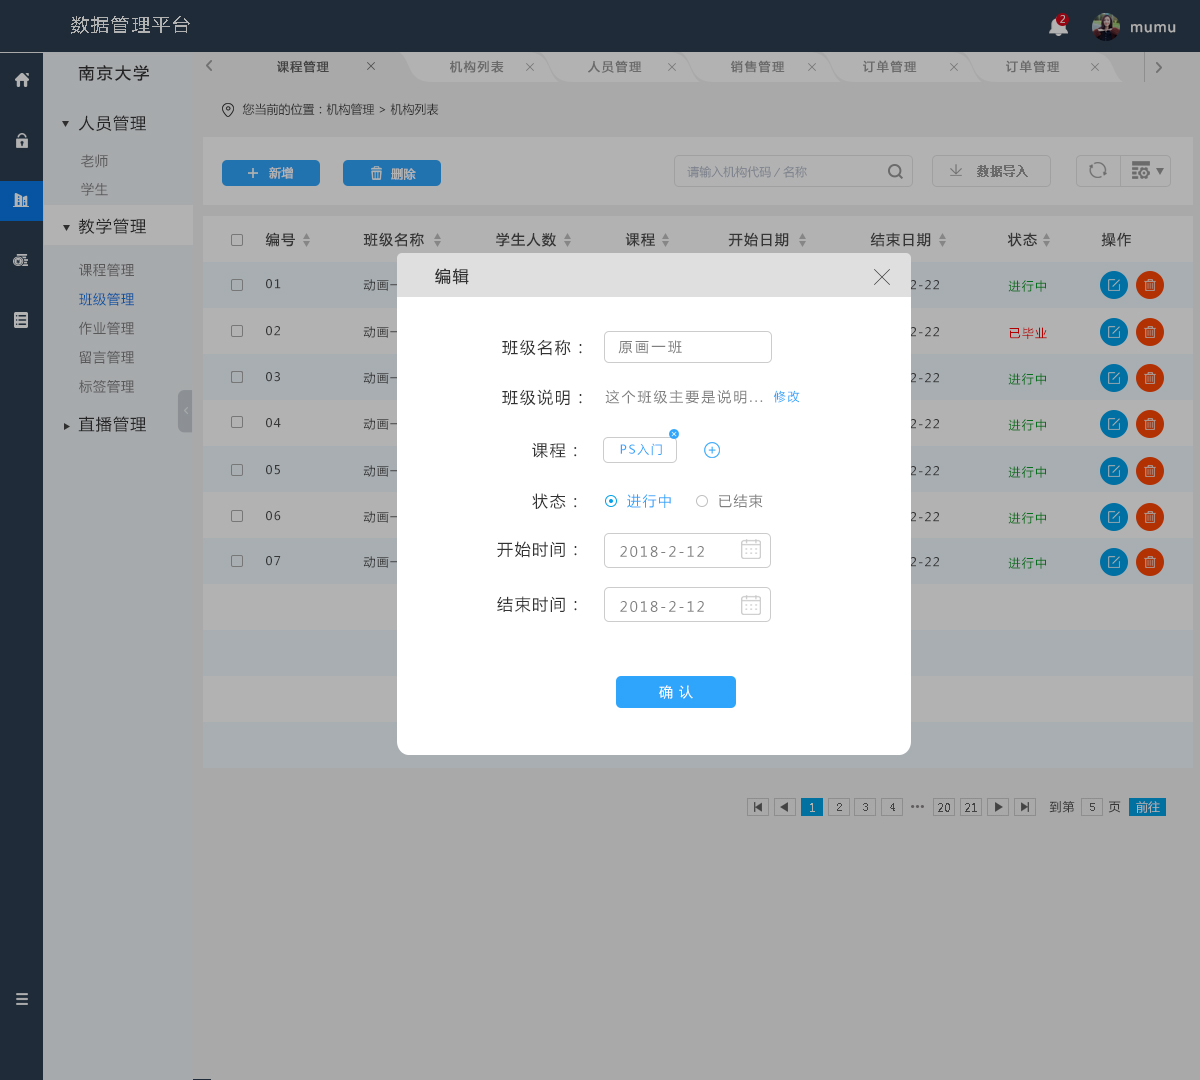 数据管理平台
2
mumu
南京大学
课程管理
机构列表
人员管理
销售管理
订单管理
订单管理
您当前的位置：机构管理 > 机构列表
人员管理
老师
学生
教学管理
课程管理
班级管理
作业管理
留言管理
标签管理
直播管理
新增
删除
请输入机构代码 / 名称
数据导入
编号 班级名称 学生人数 课程 开始日期 结束日期 状态 操作
01 动画一 2-22 进行中
02 动画一 2-22 已毕业
03 动画一 2-22 进行中
04 动画一 2-22 进行中
05 动画一 2-22 进行中
06 动画一 2-22 进行中
07 动画一 2-22 进行中
编辑
班级名称： 原画一班
班级说明： 这个班级主要是说明... 修改
课程： PS入门
状态： 进行中 已结束
开始时间： 2018-2-12
结束时间： 2018-2-12
确 认
1 2 3 4 ··· 20 21 到第 5 页 前往